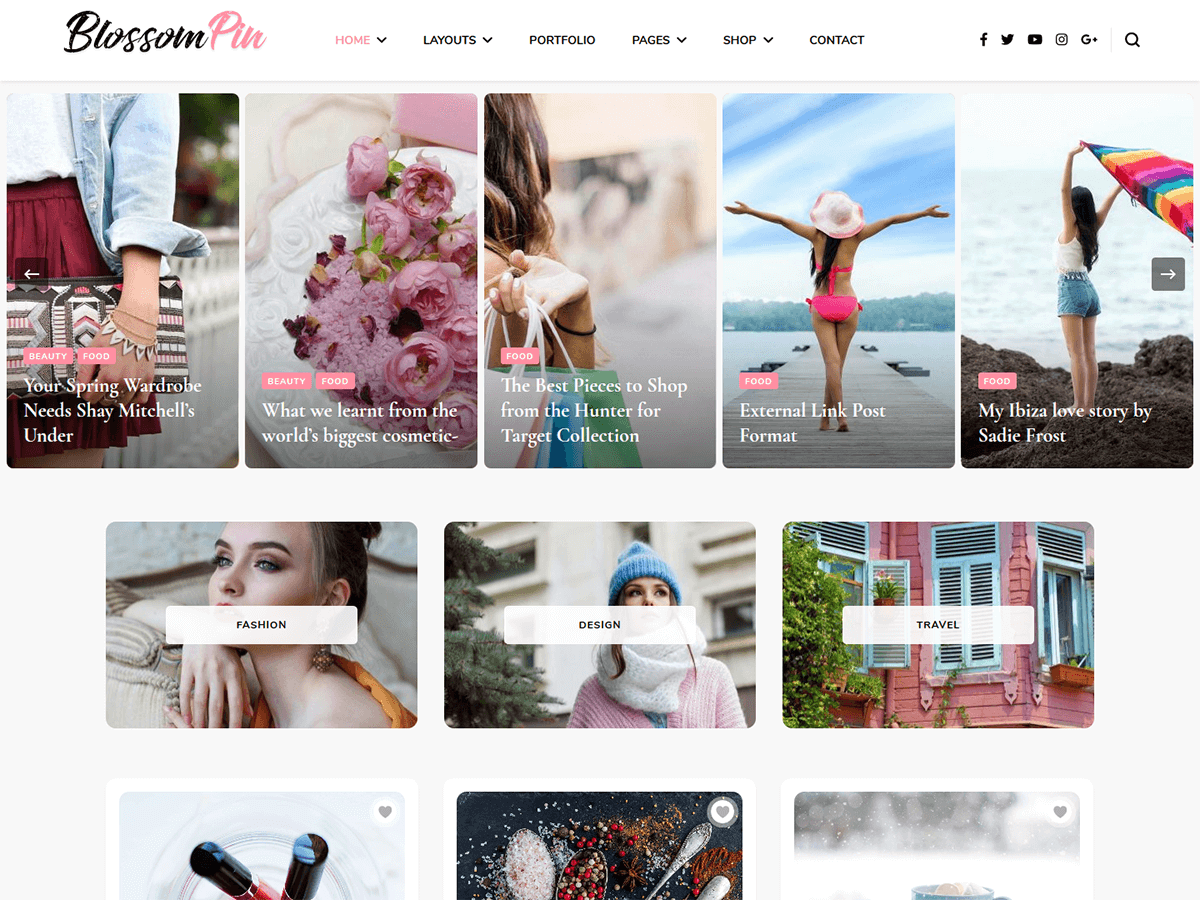 BlossomPin
HOME LAYOUTS PORTFOLIO PAGES SHOP CONTACT
BEAUTY FOOD
Your Spring Wardrobe
Needs Shay Mitchell’s
Under
BEAUTY FOOD
What we learnt from the
world’s biggest cosmetic-
FOOD
The Best Pieces to Shop
from the Hunter for
Target Collection
FOOD
External Link Post
Format
FOOD
My Ibiza love story by
Sadie Frost
FASHION
DESIGN
TRAVEL